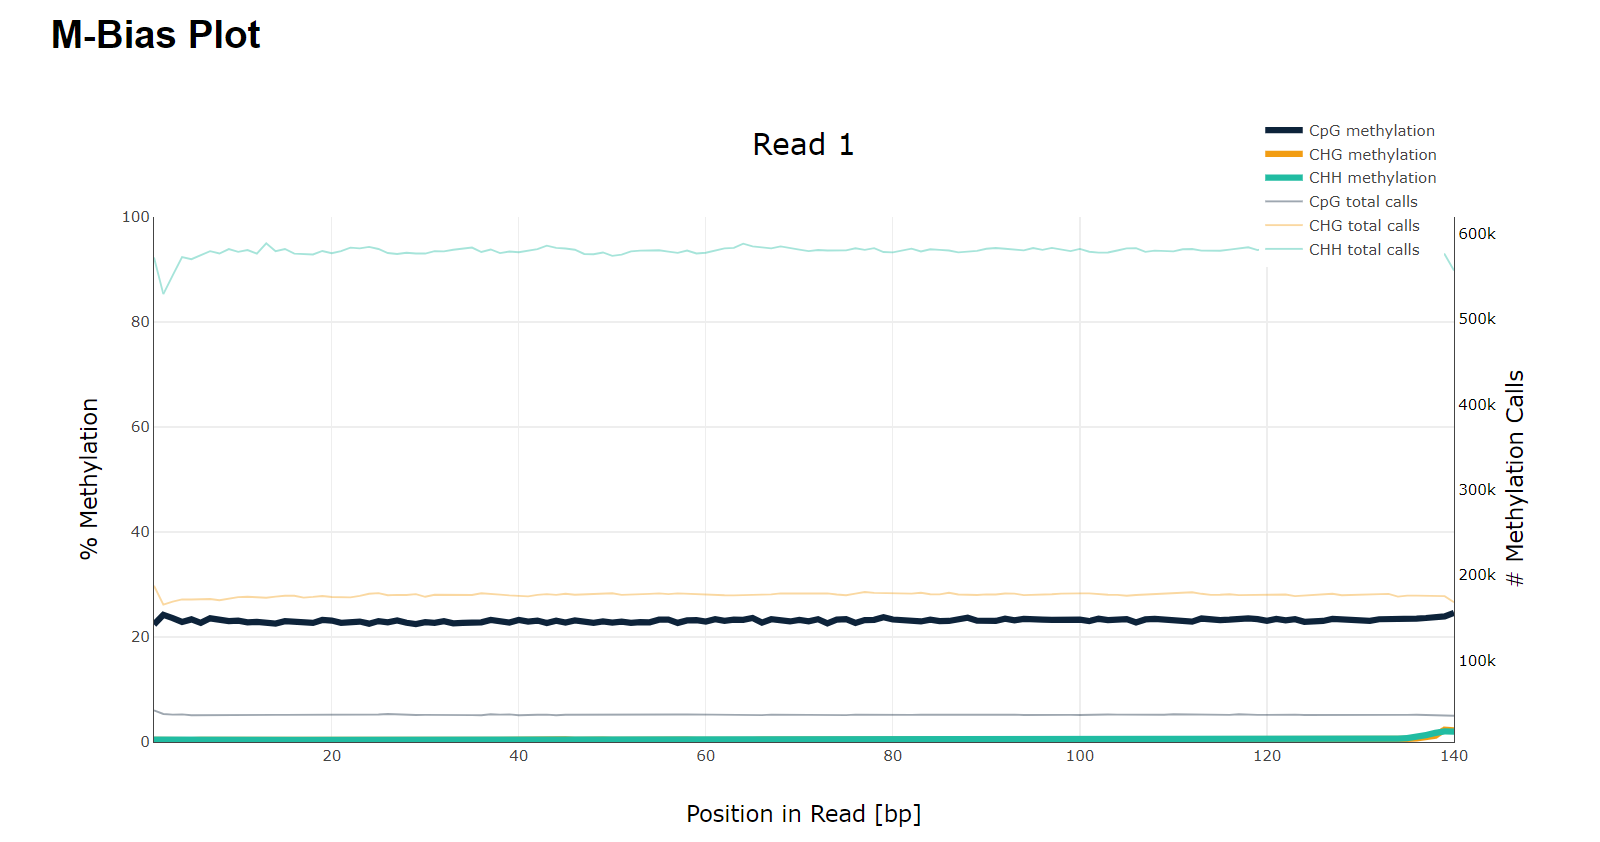 M-Bias Plot
Read 1
CpG methylation
CHG methylation
CHH methylation
CpG total calls
CHG total calls
CHH total calls
% Methylation
100
80
60
40
20
0
600k
500k
400k
300k
200k
100k
# Methylation Calls
20 40 60 80 100 120 140
Position in Read [bp]